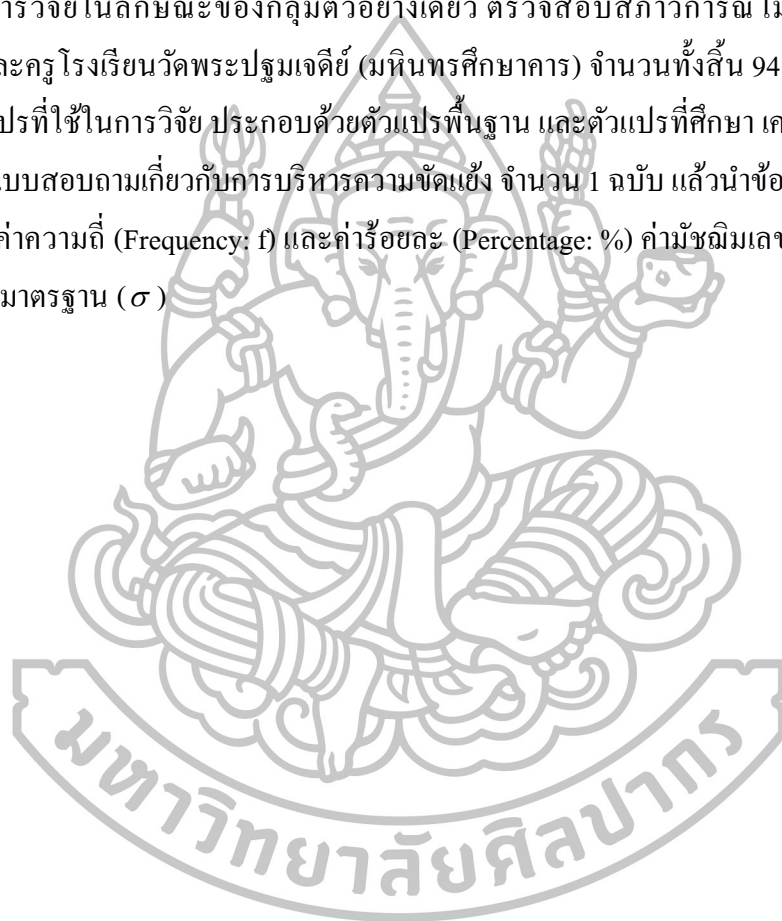 ารวิจัยในลักษณะของกลุ่มตัวอย่างเดียว ตรวจสอบสภาวการณ์ ไม
ละครูโรงเรียนวัดพระปฐมเจดีย์ (มหินทรศึกษาคาร) จำนวนทั้งสิ้น 94
ปรที่ใช้ในการวิจัย ประกอบด้วยตัวแปรพื้นฐาน และตัวแปรที่ศึกษา เค
บบสอบถามเกี่ยวกับการบริหารความขัดแย้ง จำนวน 1 ฉบับ แล้วนำข้อ
ค่าความถี่ (Frequency: f) และค่าร้อยละ (Percentage: %) ค่ามัชฌิมเลข
มาตรฐาน (σ)
มหาวิทยาลัยศิลปากร